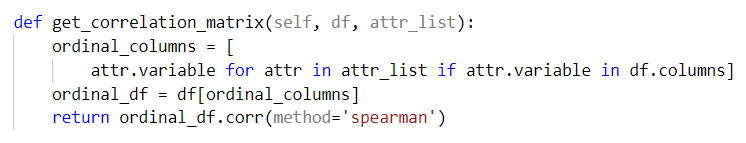 def get_correlation_matrix(self, df, attr_list):
    ordinal_columns = [
        attr.variable for attr in attr_list if attr.variable in df.columns]
    ordinal_df = df[ordinal_columns]
    return ordinal_df.corr(method='spearman')